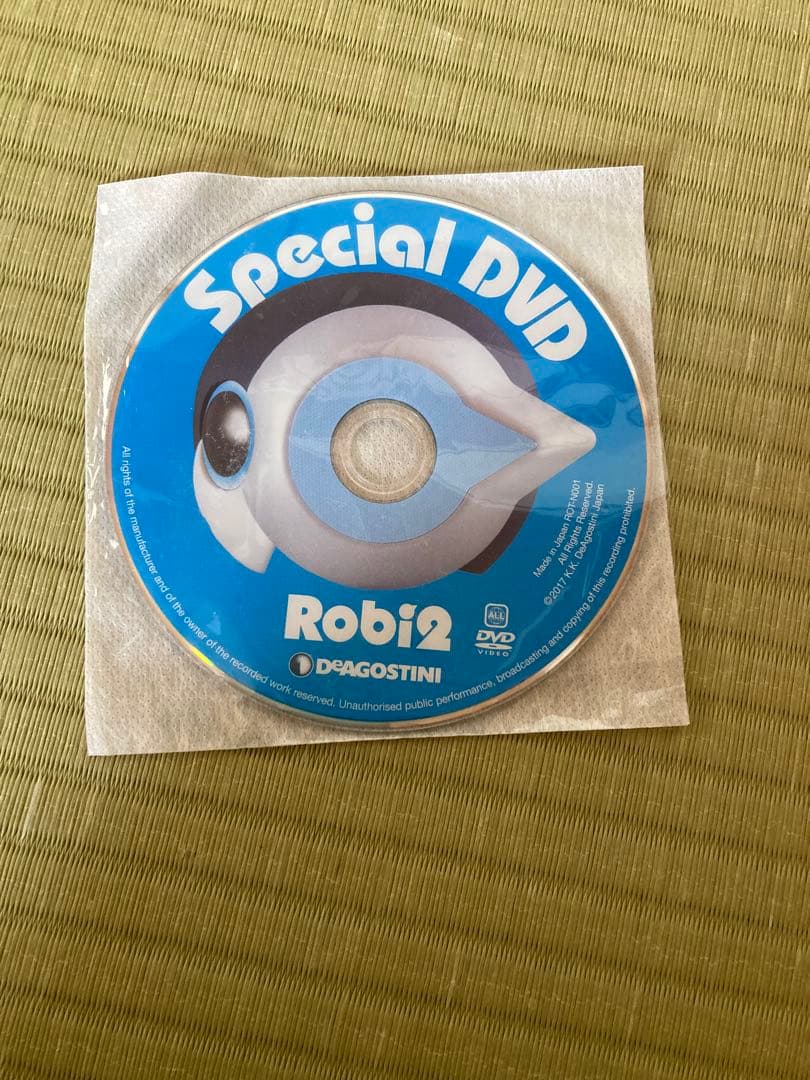 Special DVD
Made in Japan ROT-N001
All Rights Reserved.
©2017 K.K. DeAgostini Japan
Robi2
ALL
DVD
VIDEO
DeAGOSTINI
All rights of the manufacturer and of the owner of the recorded work reserved. Unauthorised public performance, broadcasting and copying of this recording prohibited.